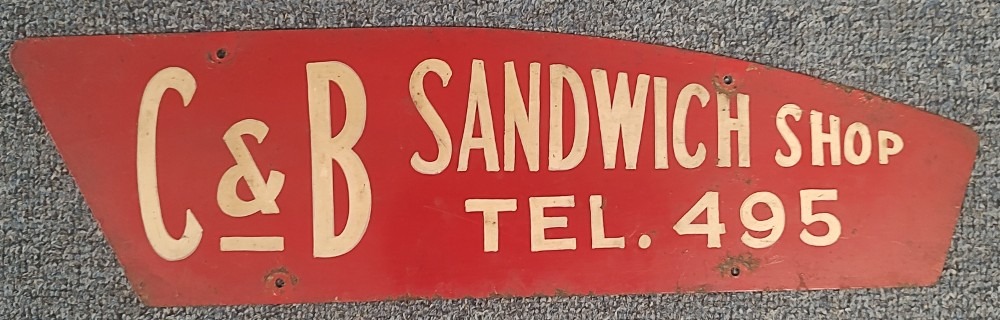 C & B SANDWICH SHOP
TEL. 495